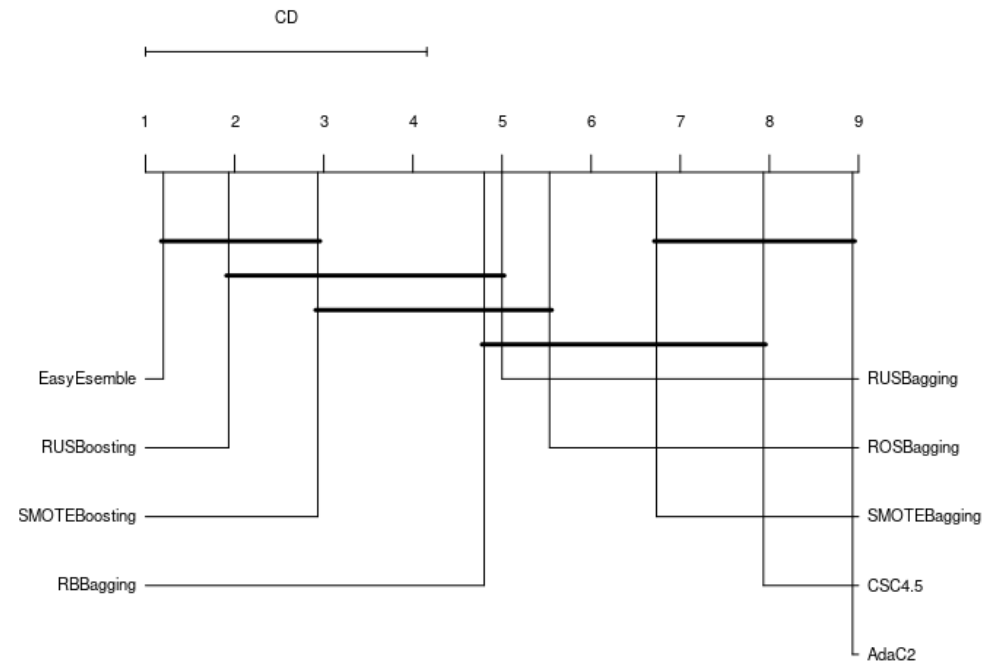 CD
1 2 3 4 5 6 7 8 9
EasyEsemble RUSBagging
RUSBoosting ROSBagging
SMOTEBoosting SMOTEBagging
RBBagging CSC4.5
AdaC2